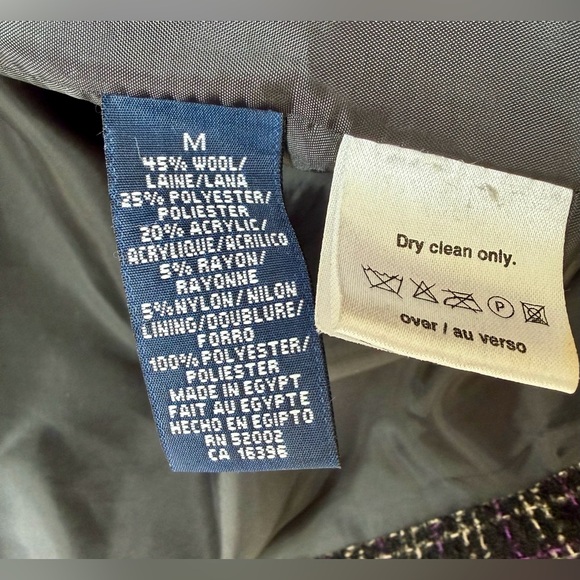 M
45% WOOL/
LAINE/LANA
25% POLYESTER/
POLIESTER
20% ACRYLIC/
ACRYLIQUE/ACRILICO
5% RAYON/
RAYONNE
5% NYLON/NILON
LINING/DOUBLURE/
FORRO
100% POLYESTER/
POLIESTER
MADE IN EGYPT
FAIT AU EGYPTE
HECHO EN EGIPTO
RN 52002
CA 16396
Dry clean only.
P
over / au verso